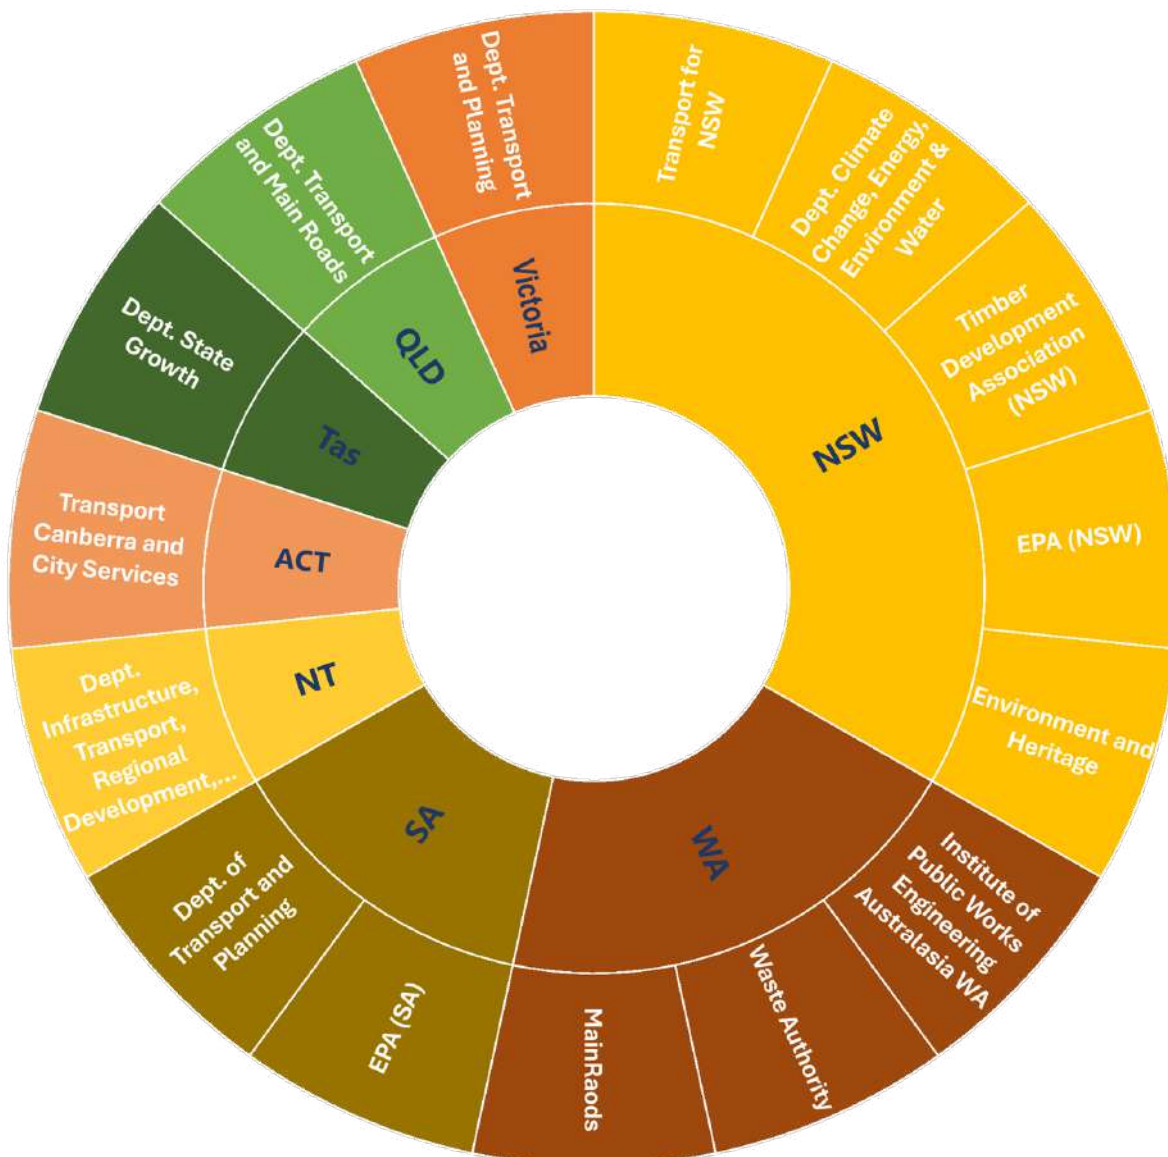 Transport for
NSW
Dept. Climate
Change, Energy,
Environment &
Water
Timber
Development
Association
(NSW)
EPA (NSW)
Environment and
Heritage
NSW
Institute of
Public Works
Engineering
Australasia WA
Waste Authority
MainRaods
WA
EPA (SA)
Dept. of
Transport and
Planning
SA
Dept.
Infrastructure,
Transport,
Regional
Development,...
NT
Transport
Canberra and
City Services
ACT
Dept. State
Growth
Tas
Dept. Transport
and Main Roads
QLD
Dept. Transport
and Planning
Victoria